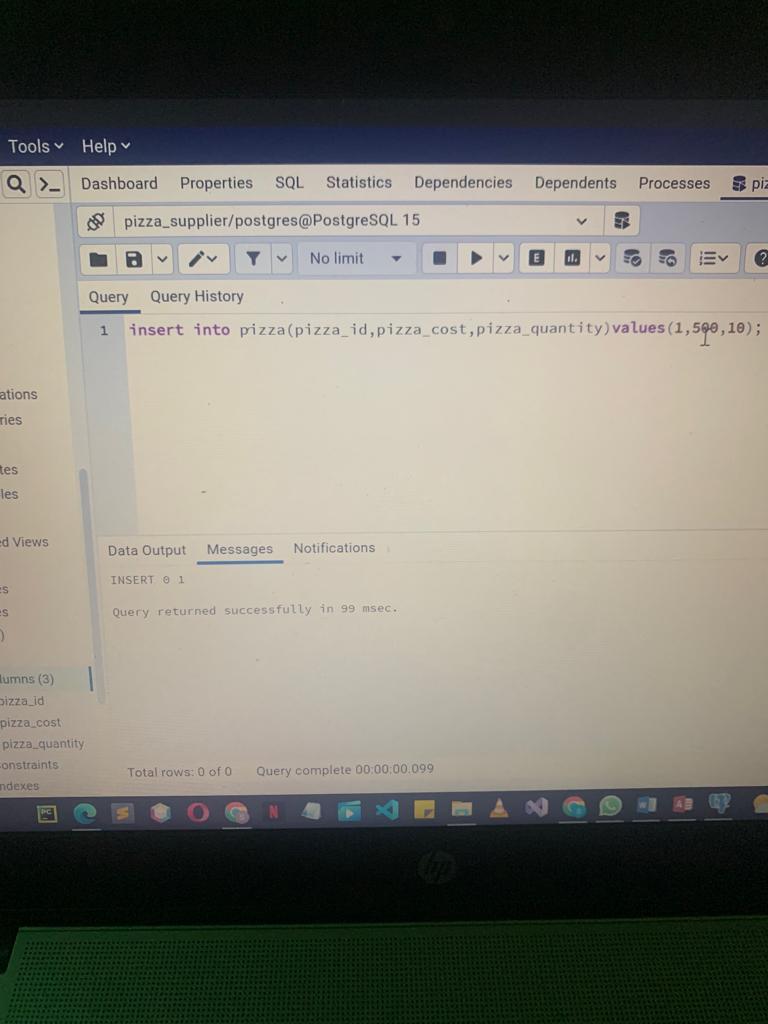 Tools Help
Dashboard Properties SQL Statistics Dependencies Dependents Processes piz
pizza_supplier/postgres@PostgreSQL 15
No limit E
Query Query History
1 insert into pizza(pizza_id,pizza_cost,pizza_quantity)values(1,500,10);
ations
ries
tes
les
ed Views
es
es
)
Data Output Messages Notifications
INSERT 0 1
Query returned successfully in 99 msec.
lumns (3)
pizza_id
pizza_cost
pizza_quantity
onstraints
ndexes
Total rows: 0 of 0 Query complete 00:00:00.099
PC N
hp